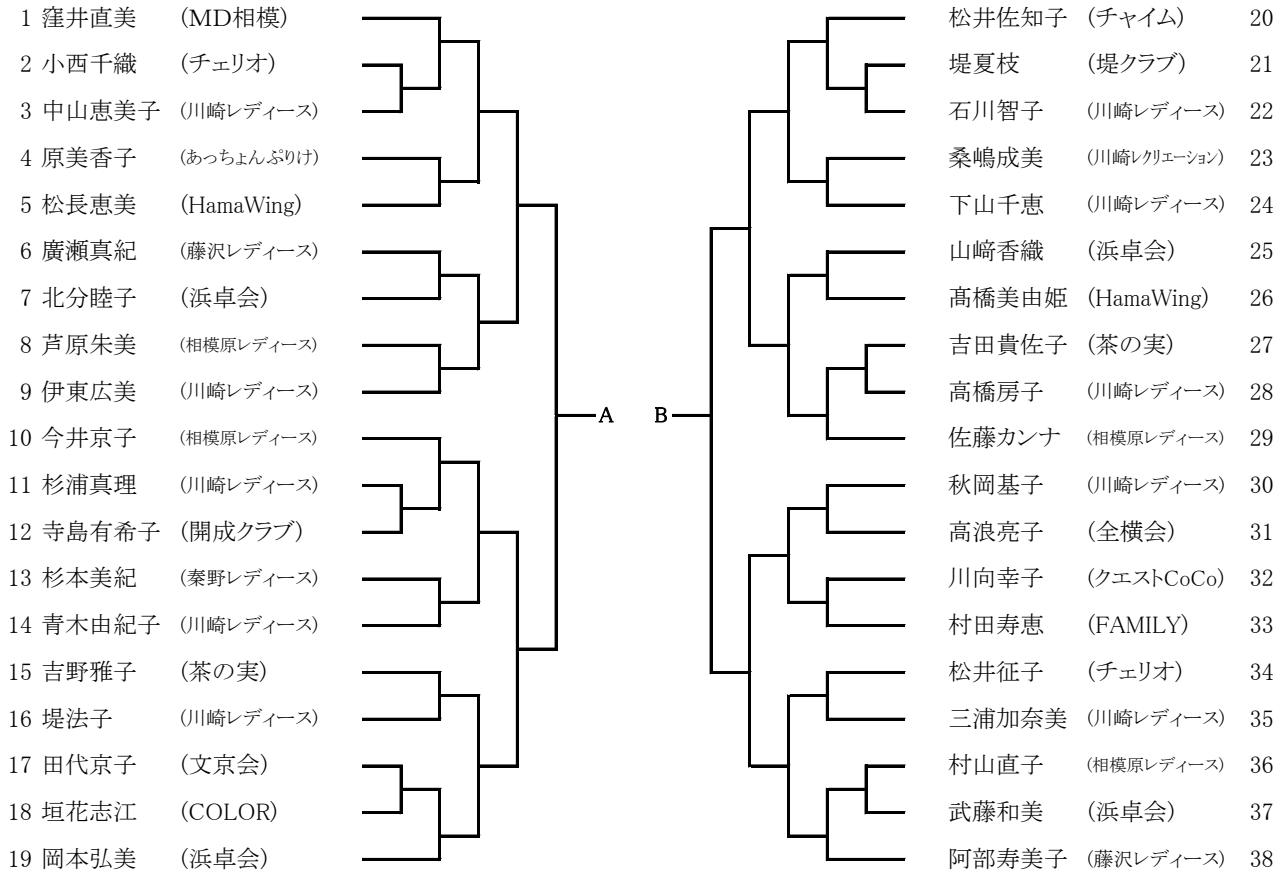 1 窪井直美 (MD相模)
2 小西千織 (チェリオ)
3 中山恵美子 (川崎レディース)
4 原美香子 (あっちょんぷりけ)
5 松長恵美 (HamaWing)
6 廣瀬真紀 (藤沢レディース)
7 北分睦子 (浜卓会)
8 芦原朱美 (相模原レディース)
9 伊東広美 (川崎レディース)
10 今井京子 (相模原レディース)
11 杉浦真理 (川崎レディース)
12 寺島有希子 (開成クラブ)
13 杉本美紀 (秦野レディース)
14 青木由紀子 (川崎レディース)
15 吉野雅子 (茶の実)
16 堤法子 (川崎レディース)
17 田代京子 (文京会)
18 垣花志江 (COLOR)
19 岡本弘美 (浜卓会)
A
B
松井佐知子 (チャイム) 20
堤夏枝 (堤クラブ) 21
石川智子 (川崎レディース) 22
桑嶋成美 (川崎レクリエーション) 23
下山千恵 (川崎レディース) 24
山﨑香織 (浜卓会) 25
髙橋美由姫 (HamaWing) 26
吉田貴佐子 (茶の実) 27
高橋房子 (川崎レディース) 28
佐藤カンナ (相模原レディース) 29
秋岡基子 (川崎レディース) 30
高浪亮子 (全横会) 31
川向幸子 (クエストCoCo) 32
村田寿恵 (FAMILY) 33
松井征子 (チェリオ) 34
三浦加奈美 (川崎レディース) 35
村山直子 (相模原レディース) 36
武藤和美 (浜卓会) 37
阿部寿美子 (藤沢レディース) 38